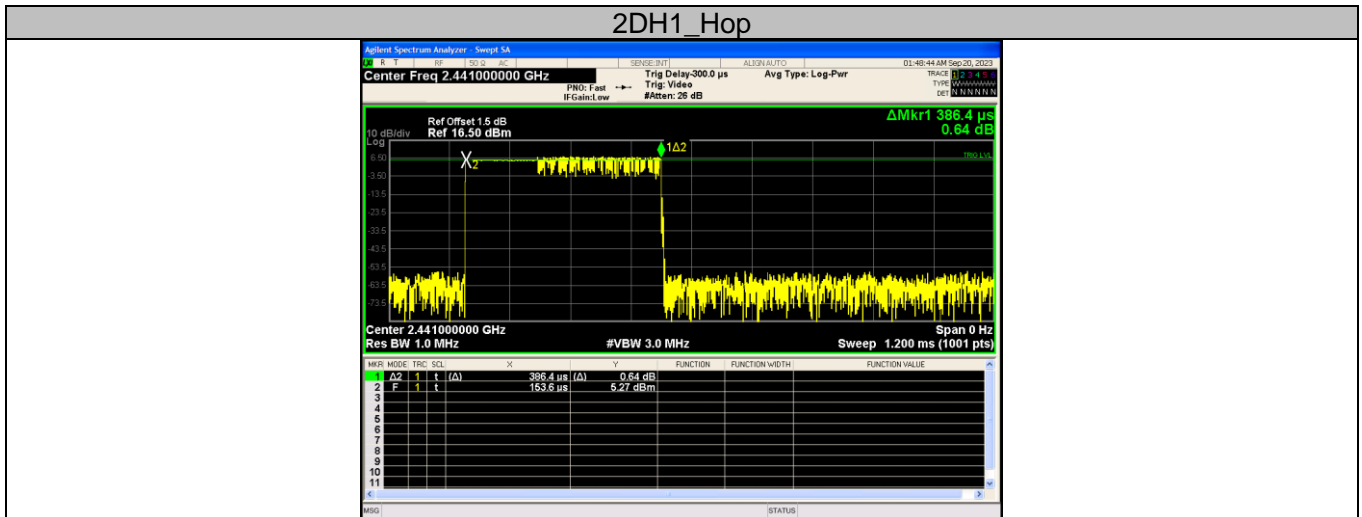 2DH1_Hop
Agilent Spectrum Analyzer - Swept SA
R T RF 50 Ω AC SENSE:INT ALIGN AUTO 01:48:44 AM Sep 20, 2023
Center Freq 2.441000000 GHz Trig Delay-300.0 µs Avg Type: Log-Pwr TRACE 1 2 3 4 5 6
PNO: Fast Trig: Video TYPE
IFGain:Low #Atten: 26 dB DET N N N N N N
ΔMkr1 386.4 µs
Ref Offset 1.5 dB 0.64 dB
10 dB/div Ref 16.50 dBm
Log
1Δ2
6.50 TRIG LVL
X2
-3.50
-13.5
-23.5
-33.5
-43.5
-53.5
-63.5
-73.5
Center 2.441000000 GHz Span 0 Hz
Res BW 1.0 MHz #VBW 3.0 MHz Sweep 1.200 ms (1001 pts)
MKR MODE TRC SCL X Y FUNCTION FUNCTION WIDTH FUNCTION VALUE
1 Δ2 1 t (Δ) 386.4 µs (Δ) 0.64 dB
2 F 1 t 153.6 µs 5.27 dBm
3
4
5
6
7
8
9
10
11
MSG STATUS